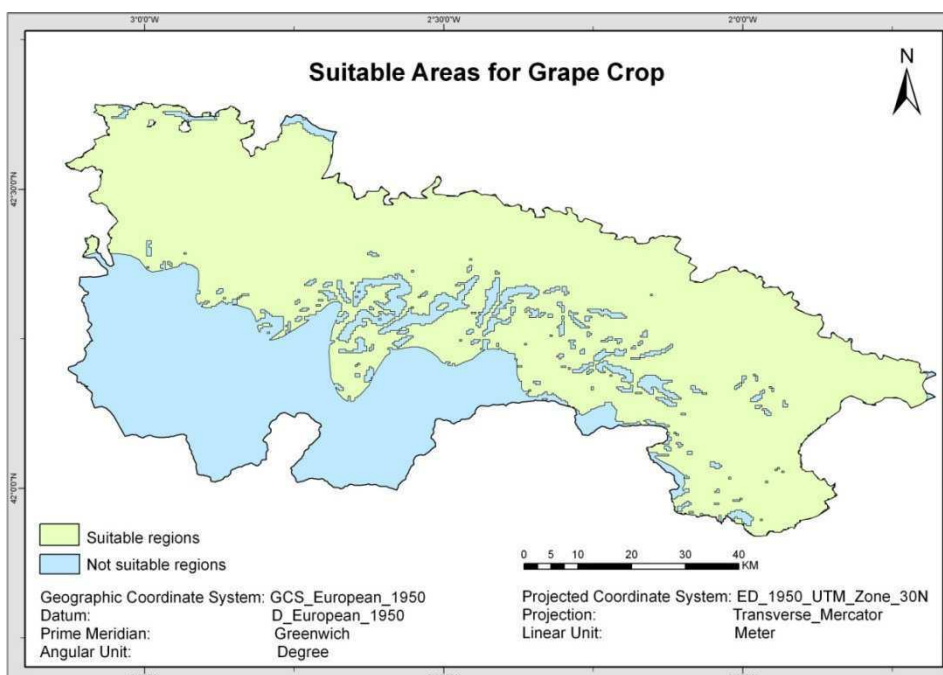 3°0'0"W 2°30'0"W 2°0'0"W
Suitable Areas for Grape Crop
N
42°30'0"N
42°0'0"N
Suitable regions
Not suitable regions
0 5 10 20 30 40
KM
Geographic Coordinate System: GCS_European_1950
Datum: D_European_1950
Prime Meridian: Greenwich
Angular Unit: Degree
Projected Coordinate System: ED_1950_UTM_Zone_30N
Projection: Transverse_Mercator
Linear Unit: Meter